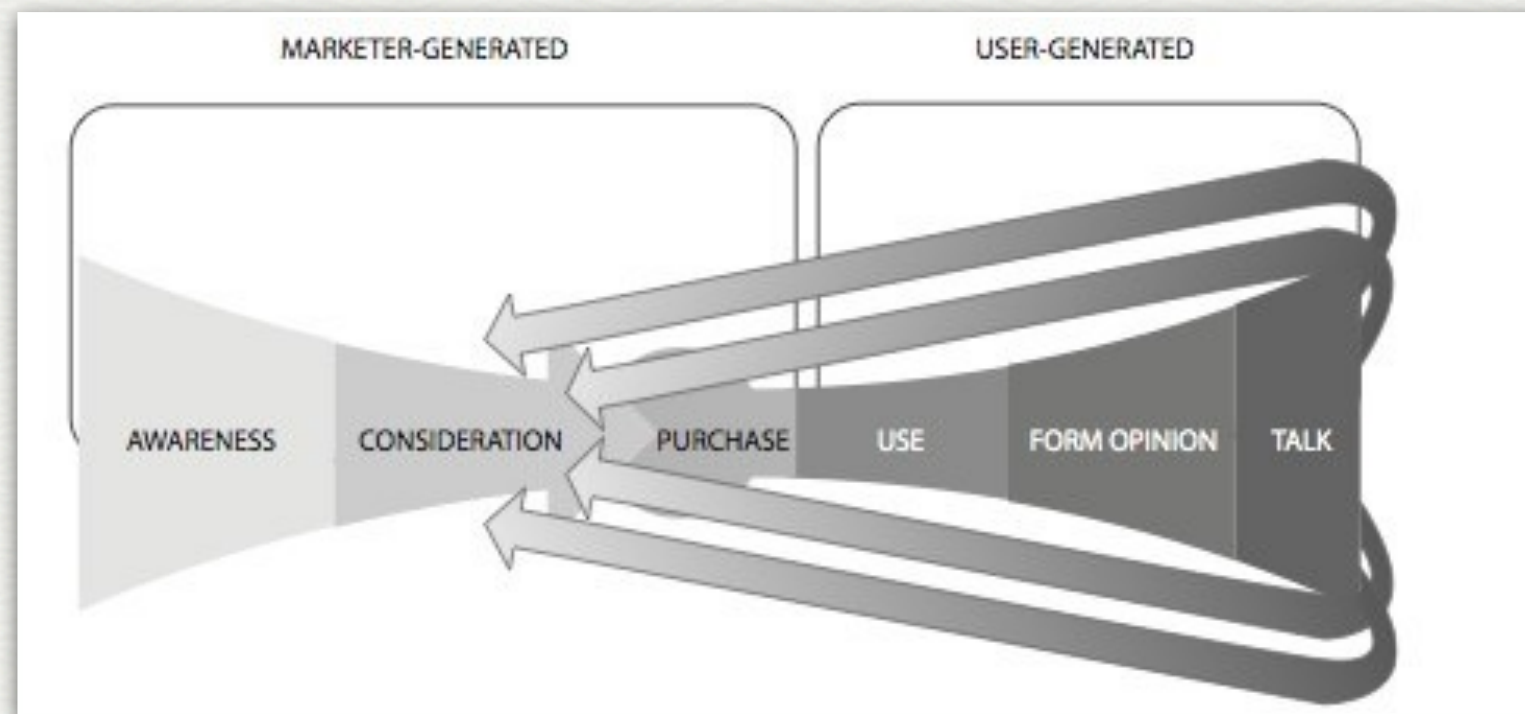 MARKETER-GENERATED
USER-GENERATED
AWARENESS
CONSIDERATION
PURCHASE
USE
FORM OPINION
TALK